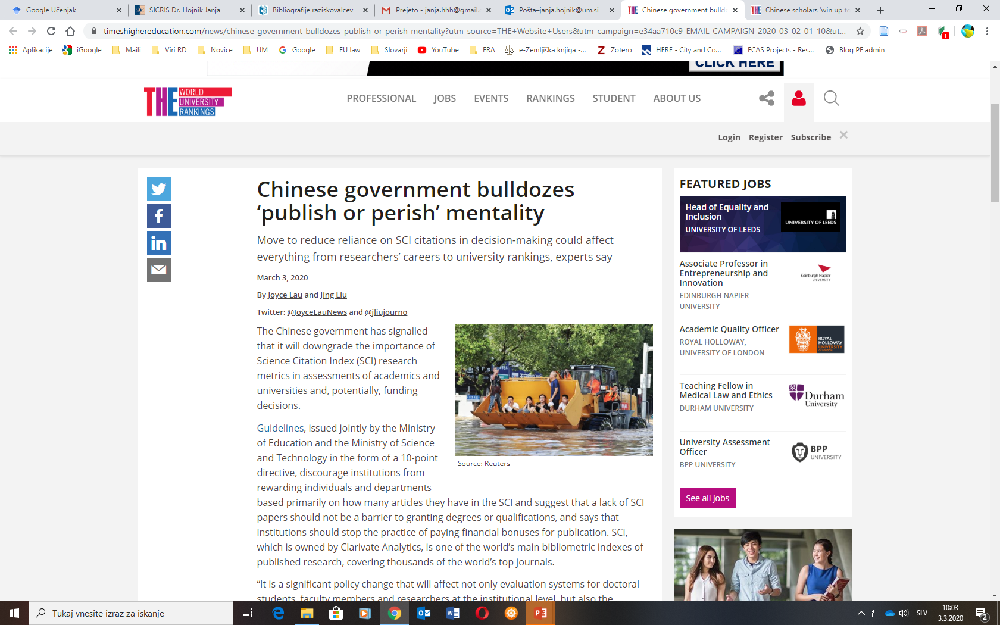 Google Učenjak
SICRIS Dr. Hojnik Janja
Bibliografije raziskovalcev
Prejeto - janja.hhh@gmail.
Pošta–janja.hojnik@um.si
Chinese government bulld
Chinese scholars 'win up to
timeshighereducation.com/news/chinese-government-bulldozes-publish-or-perish-mentality?utm_source=THE+Website+Users&utm_campaign=e34aa710c9-EMAIL_CAMPAIGN_2020_03_02_01_10&ut...
1
Aplikacije iGoogle Maili Viri RD Novice UM Google EU law Slovarji YouTube FRA e-Zemljiška knjiga -... Zotero HERE - City and Co... ECAS Projects - Res... Blog PF admin
CLICK HERE
THE WORLD UNIVERSITY RANKINGS
PROFESSIONAL JOBS EVENTS RANKINGS STUDENT ABOUT US
Login Register Subscribe
Chinese government bulldozes
‘publish or perish’ mentality
Move to reduce reliance on SCI citations in decision-making could affect
everything from researchers’ careers to university rankings, experts say
March 3, 2020
By Joyce Lau and Jing Liu
Twitter: @JoyceLauNews and @jliujourno
The Chinese government has signalled
that it will downgrade the importance of
Science Citation Index (SCI) research
metrics in assessments of academics and
universities and, potentially, funding
decisions.
Guidelines, issued jointly by the Ministry
of Education and the Ministry of Science
and Technology in the form of a 10-point
directive, discourage institutions from
rewarding individuals and departments
based primarily on how many articles they have in the SCI and suggest that a lack of SCI
papers should not be a barrier to granting degrees or qualifications, and says that
institutions should stop the practice of paying financial bonuses for publication. SCI,
which is owned by Clarivate Analytics, is one of the world’s main bibliometric indexes of
published research, covering thousands of the world’s top journals.
“It is a significant policy change that will affect not only evaluation systems for doctoral
students, faculty members and researchers at the institutional level, but also the
Source: Reuters
FEATURED JOBS
Head of Equality and
Inclusion
UNIVERSITY OF LEEDS
UNIVERSITY OF LEEDS
Associate Professor in
Entrepreneurship and
Innovation
EDINBURGH NAPIER
UNIVERSITY
Edinburgh Napier
UNIVERSITY
Academic Quality Officer
ROYAL HOLLOWAY,
UNIVERSITY OF LONDON
ROYAL
HOLLOWAY
UNIVERSITY
OF LONDON
Teaching Fellow in
Medical Law and Ethics
DURHAM UNIVERSITY
Durham
University
University Assessment
Officer
BPP UNIVERSITY
BPP
UNIVERSITY
See all jobs
Tukaj vnesite izraz za iskanje
SLV
10:03
3.3.2020
2